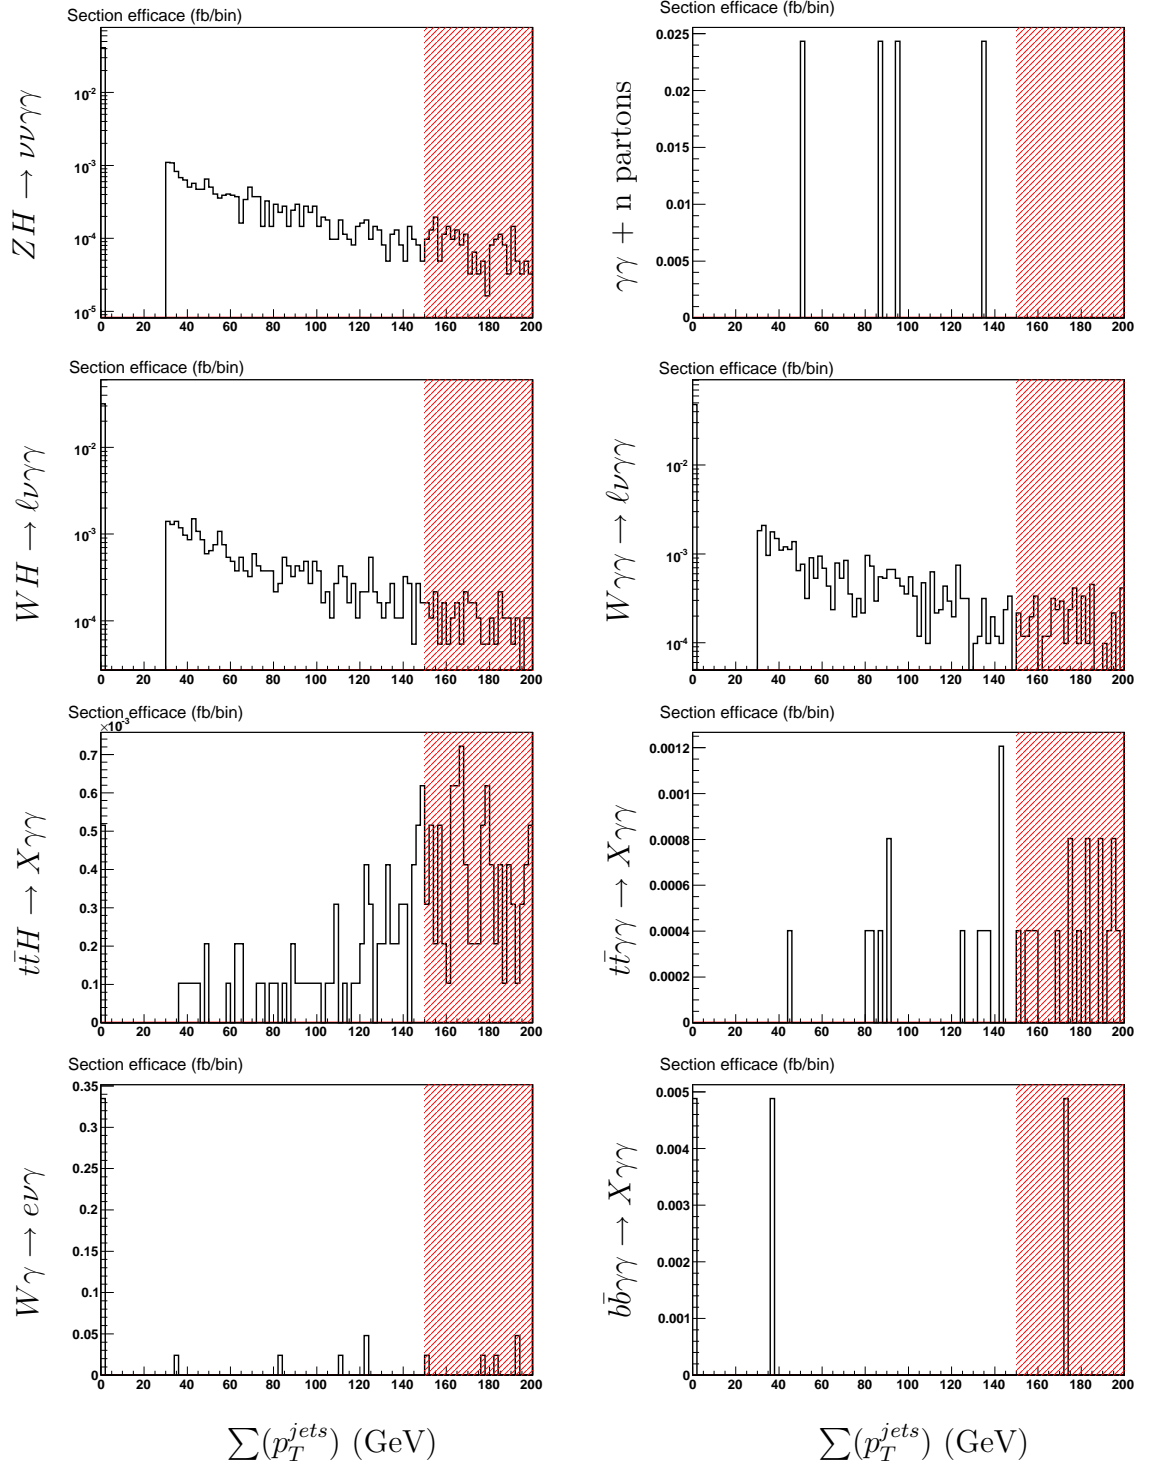 Section efficace (fb/bin)
ZH → ννγγ
10⁻²
10⁻³
10⁻⁴
10⁻⁵
0 20 40 60 80 100 120 140 160 180 200
Section efficace (fb/bin)
γγ + n partons
0.025
0.02
0.015
0.01
0.005
0
0 20 40 60 80 100 120 140 160 180 200
Section efficace (fb/bin)
WH → ℓνγγ
10⁻²
10⁻³
10⁻⁴
0 20 40 60 80 100 120 140 160 180 200
Section efficace (fb/bin)
Wγγ → ℓνγγ
10⁻²
10⁻³
10⁻⁴
0 20 40 60 80 100 120 140 160 180 200
Section efficace (fb/bin)
×10⁻³
tt̄H → Xγγ
0.7
0.6
0.5
0.4
0.3
0.2
0.1
0
0 20 40 60 80 100 120 140 160 180 200
Section efficace (fb/bin)
tt̄γγ → Xγγ
0.0012
0.001
0.0008
0.0006
0.0004
0.0002
0
0 20 40 60 80 100 120 140 160 180 200
Section efficace (fb/bin)
Wγ → eνγ
0.35
0.3
0.25
0.2
0.15
0.1
0.05
0
0 20 40 60 80 100 120 140 160 180 200
∑(p_T^{jets}) (GeV)
Section efficace (fb/bin)
bb̄γγ → Xγγ
0.005
0.004
0.003
0.002
0.001
0
0 20 40 60 80 100 120 140 160 180 200
∑(p_T^{jets}) (GeV)